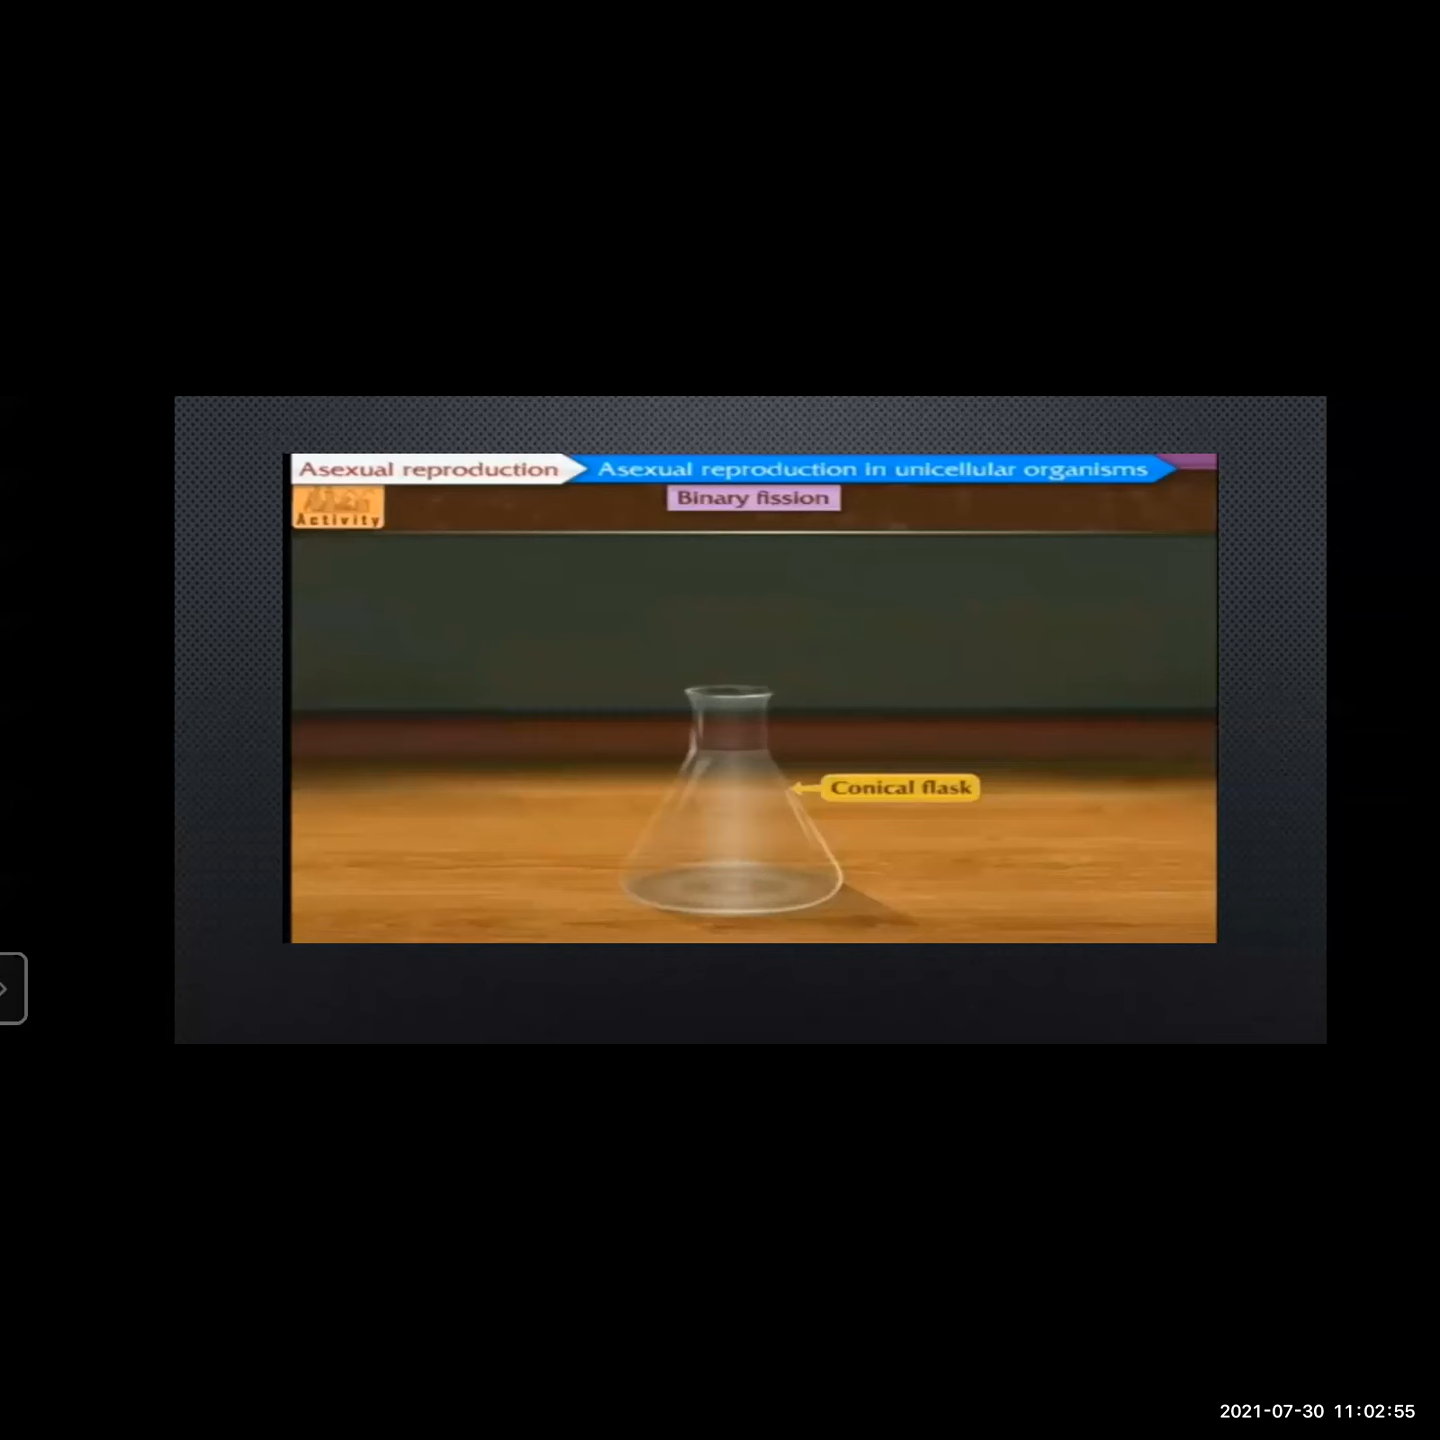 Asexual reproduction
Asexual reproduction in unicellular organisms
Activity
Binary fission
Conical flask
2021-07-30 11:02:55